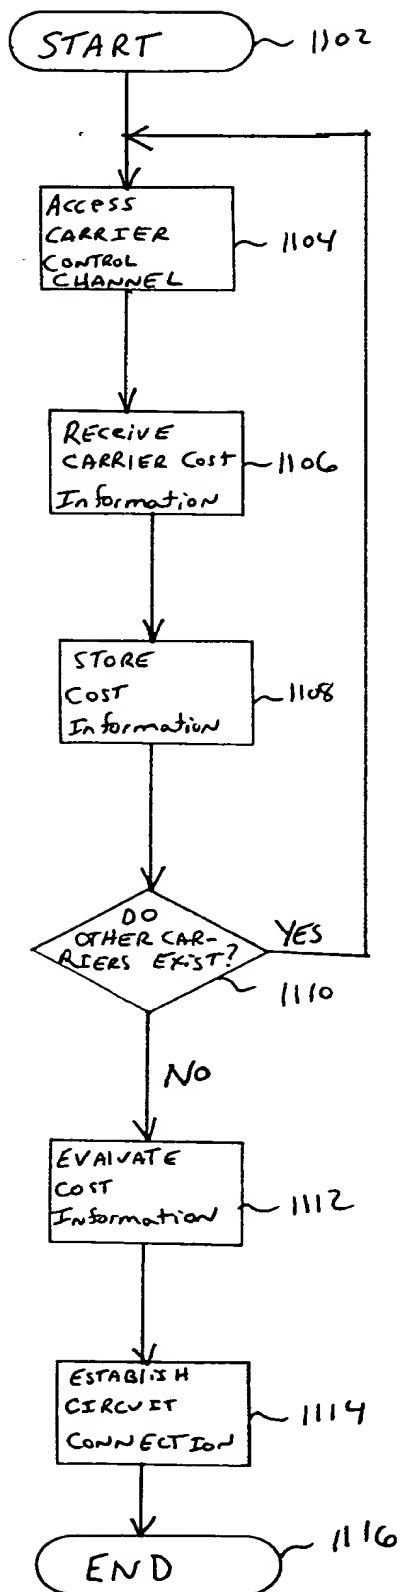 START
1102
Access
CARRIER
CONTROL
CHANNEL
1104
Receive
CARRIER Cost
Information
1106
STORE
COST
Information
1108
DO
OTHER CAR-
RIERS EXIST?
YES
1110
NO
EVALUATE
COST
Information
1112
ESTABLISH
CIRCUIT
CONNECTION
1114
END
1116